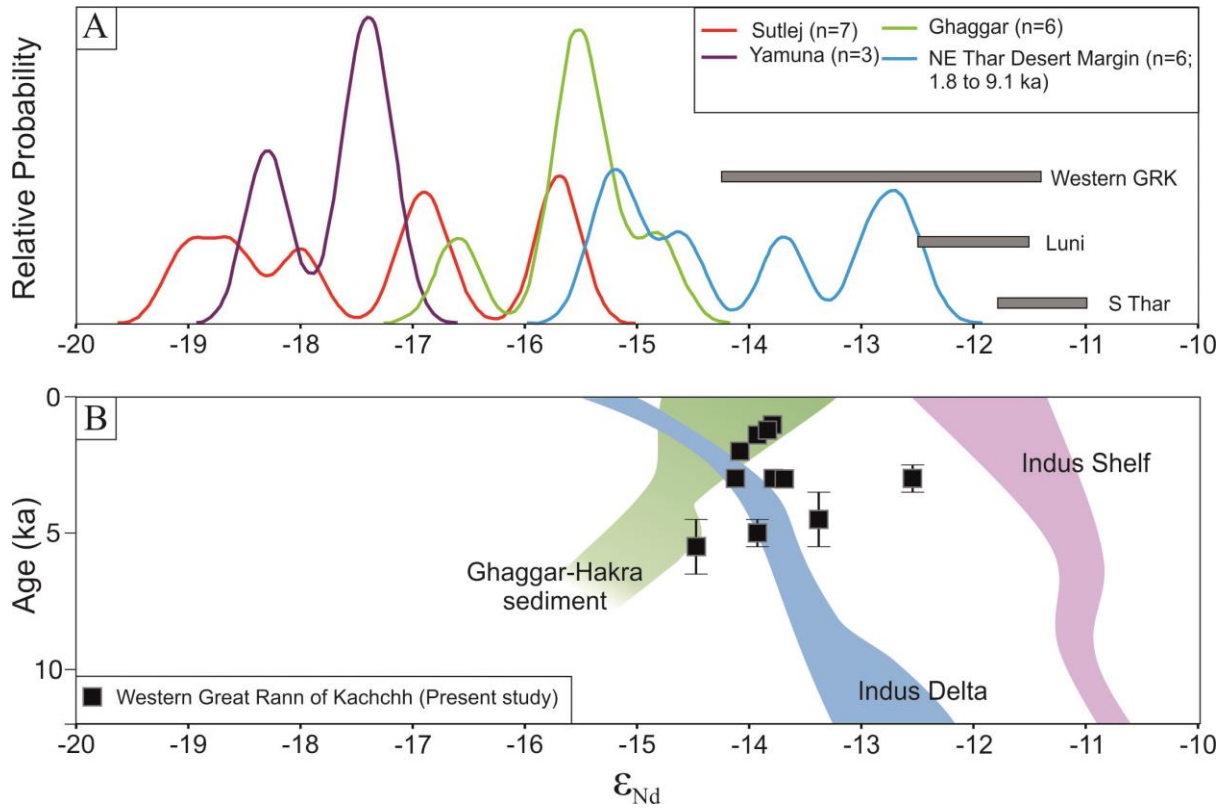 A
Sutlej (n=7)
Ghaggar (n=6)
Yamuna (n=3)
NE Thar Desert Margin (n=6;
1.8 to 9.1 ka)
Relative Probability
Western GRK
Luni
S Thar
-20 -19 -18 -17 -16 -15 -14 -13 -12 -11 -10
B
0
5
10
Age (ka)
Indus Shelf
Ghaggar-Hakra
sediment
Indus Delta
Western Great Rann of Kachchh (Present study)
-20 -19 -18 -17 -16 -15 -14 -13 -12 -11 -10
εNd